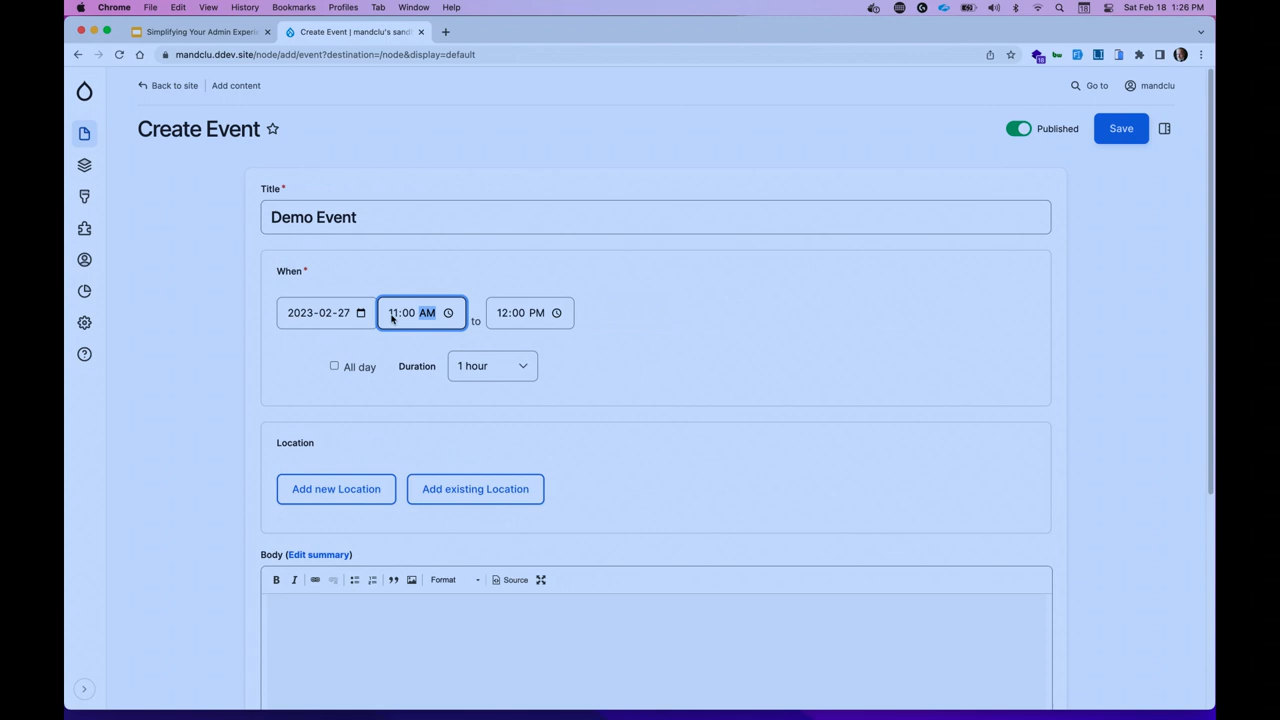 Chrome File Edit View History Bookmarks Profiles Tab Window Help 18 Sat Feb 18 1:26 PM
Simplifying Your Admin Experi Create Event | mandclu's sand
mandclu.ddev.site/node/add/event?destination=/node&display=default
Back to site Add content Go to mandclu
Create Event Published Save
Title*
Demo Event
When*
2023-02-27 11:00 AM to 12:00 PM
All day Duration 1 hour
Location
Add new Location Add existing Location
Body (Edit summary)
B I Format Source